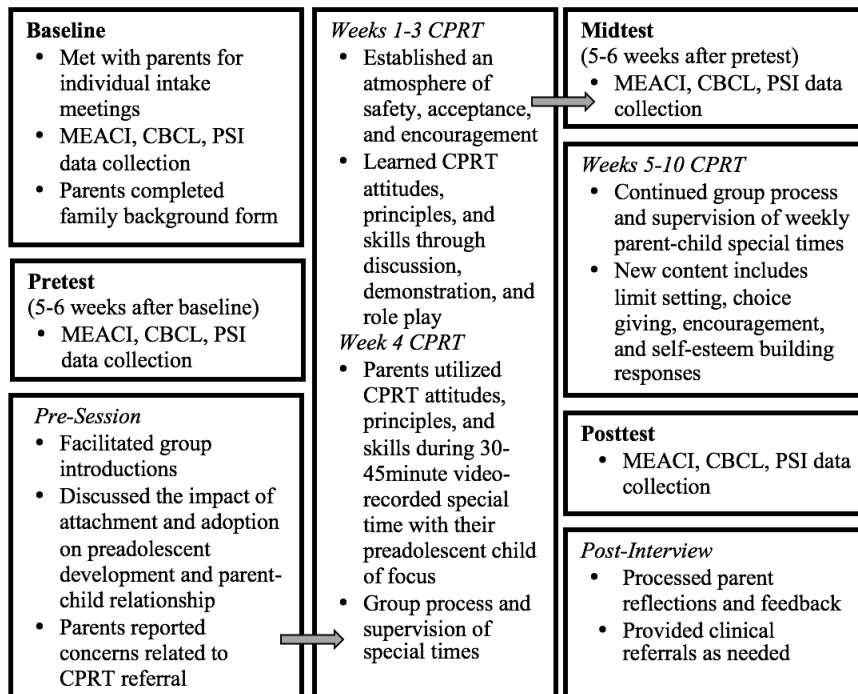 Baseline
• Met with parents for
individual intake
meetings
• MEACI, CBCL, PSI
data collection
• Parents completed
family background form
Pretest
(5-6 weeks after baseline)
• MEACI, CBCL, PSI
data collection
Pre-Session
• Facilitated group
introductions
• Discussed the impact of
attachment and adoption
on preadolescent
development and parent-
child relationship
• Parents reported
concerns related to
CPRT referral
Weeks 1-3 CPRT
• Established an
atmosphere of
safety, acceptance,
and encouragement
• Learned CPRT
attitudes,
principles, and
skills through
discussion,
demonstration, and
role play
Week 4 CPRT
• Parents utilized
CPRT attitudes,
principles, and
skills during 30-
45minute video-
recorded special
time with their
preadolescent child
of focus
• Group process and
supervision of
special times
Midtest
(5-6 weeks after pretest)
• MEACI, CBCL, PSI data
collection
Weeks 5-10 CPRT
• Continued group process
and supervision of weekly
parent-child special times
• New content includes
limit setting, choice
giving, encouragement,
and self-esteem building
responses
Posttest
• MEACI, CBCL, PSI data
collection
Post-Interview
• Processed parent
reflections and feedback
• Provided clinical
referrals as needed